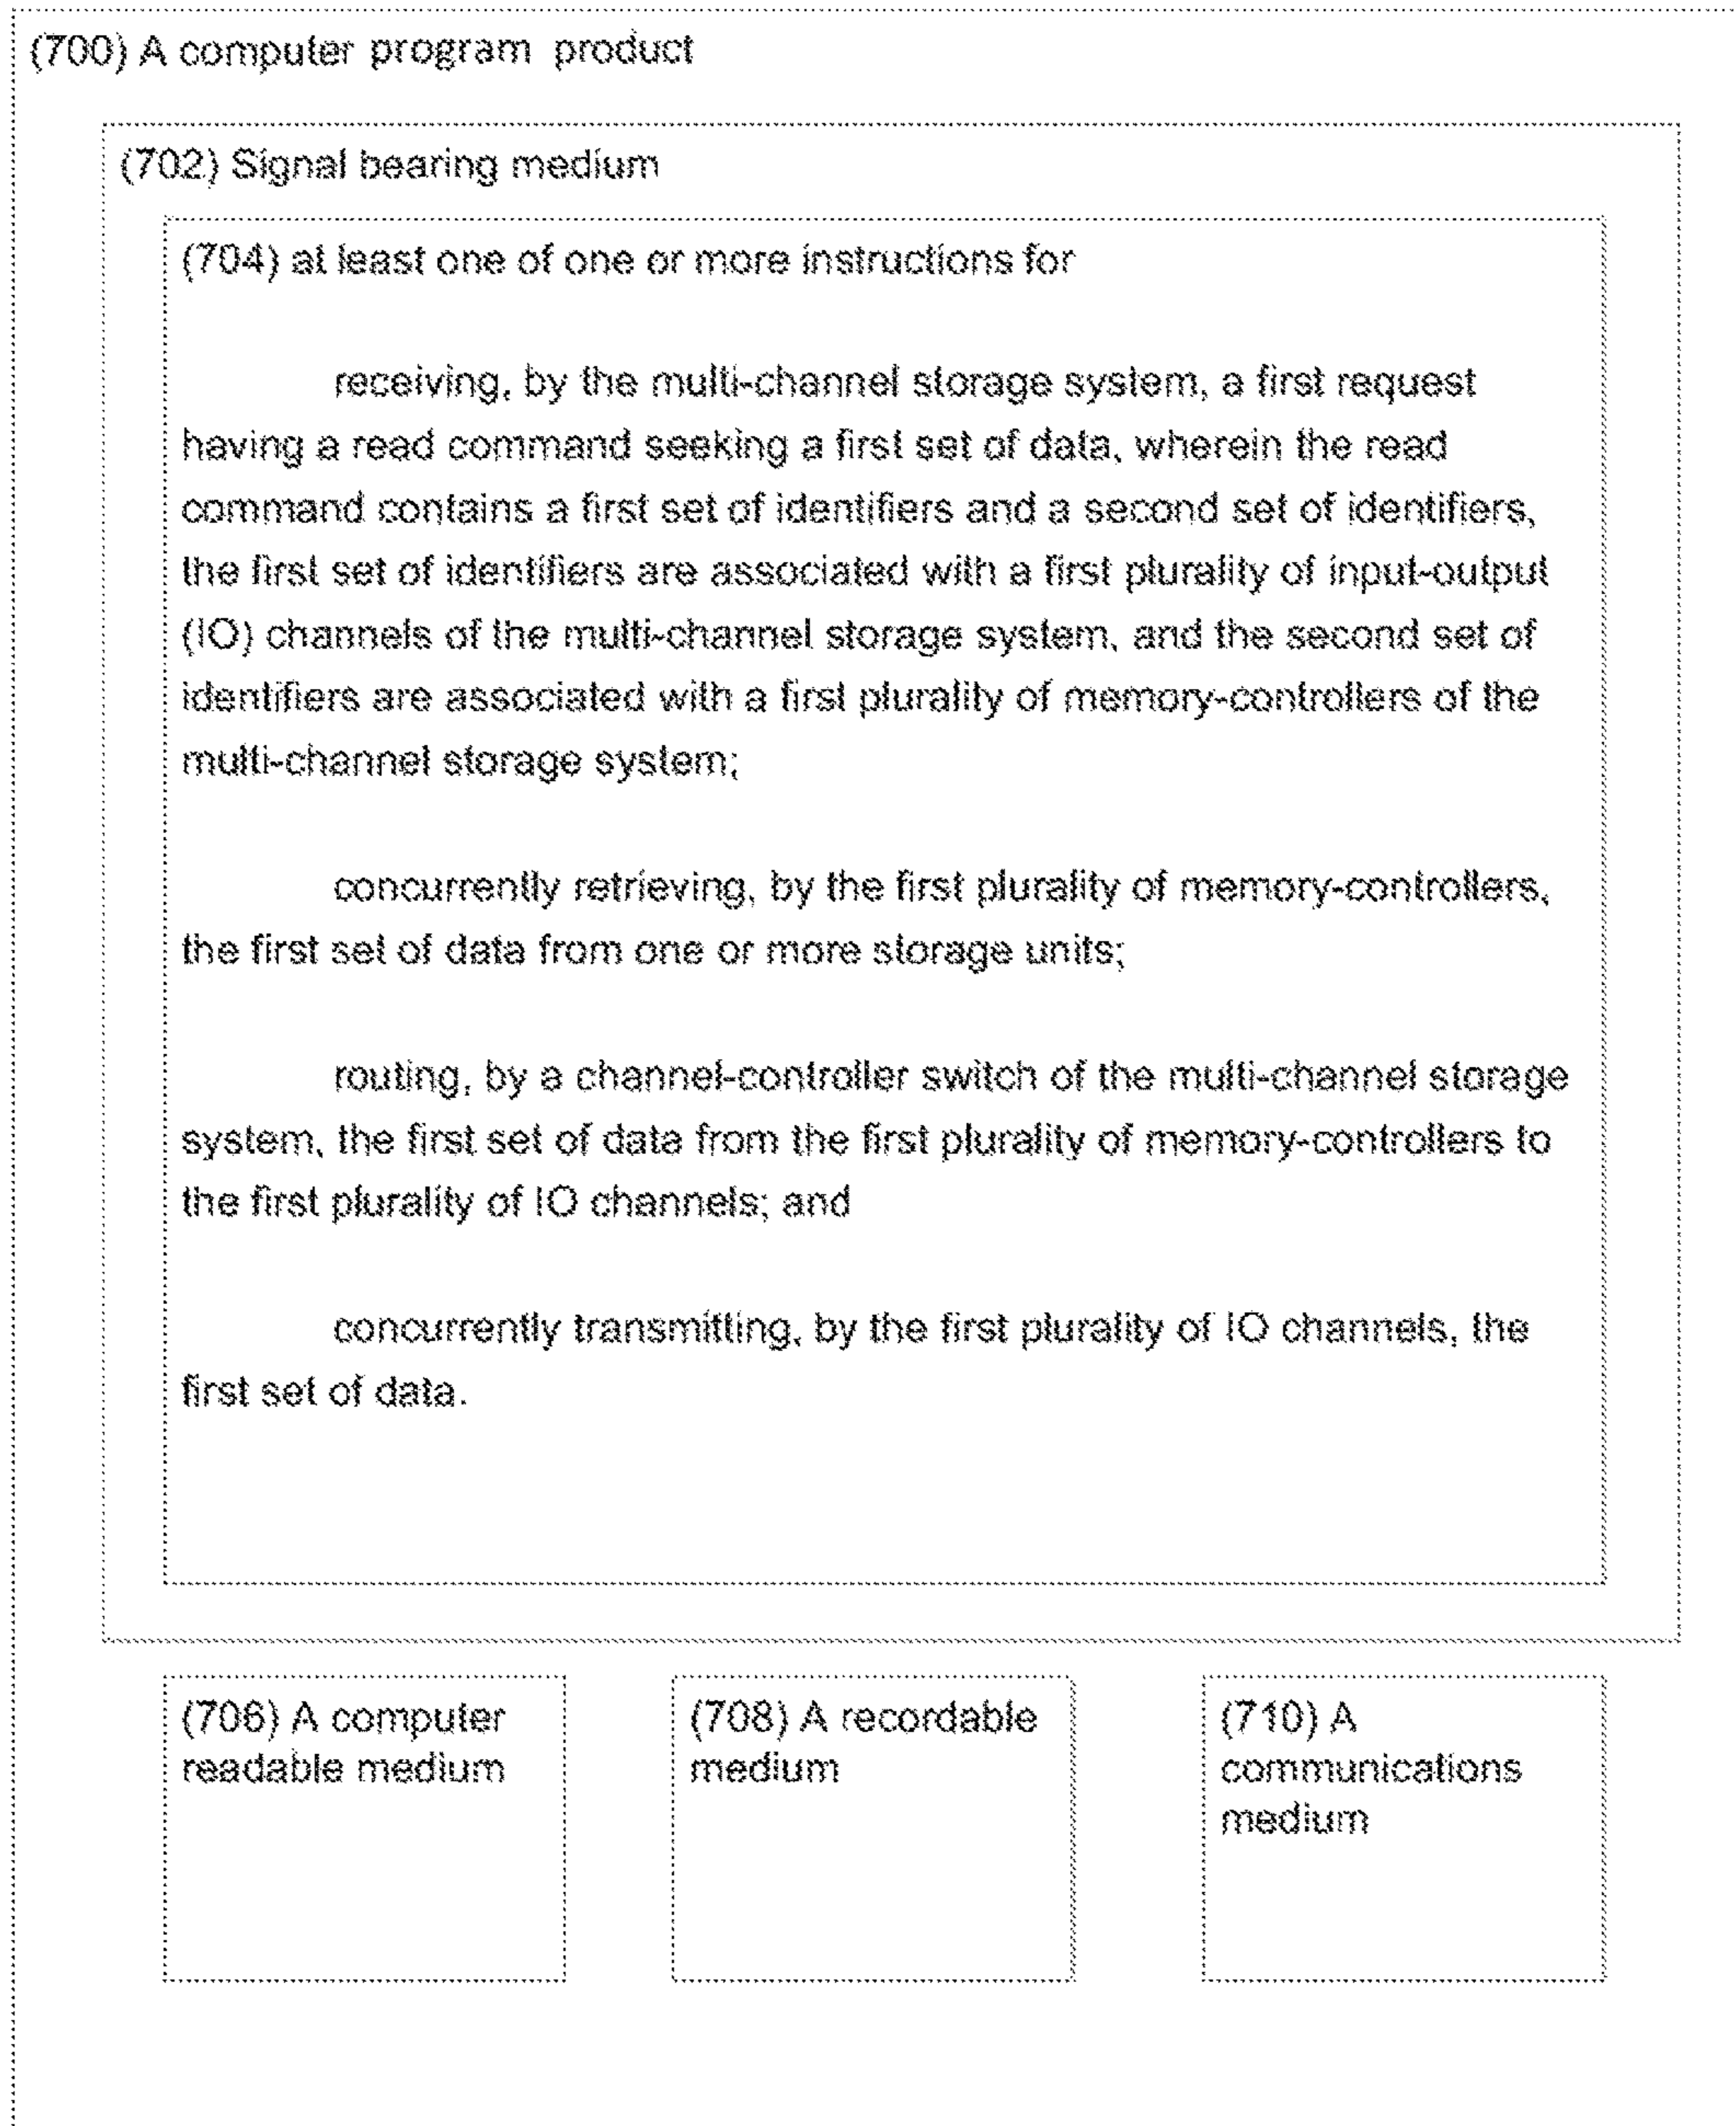 (700) A computer program product
(702) Signal bearing medium
(704) at least one of one or more instructions for
receiving, by the multi-channel storage system, a first request
having a read command seeking a first set of data, wherein the read
command contains a first set of identifiers and a second set of identifiers,
the first set of identifiers are associated with a first plurality of input-output
(IO) channels of the multi-channel storage system, and the second set of
identifiers are associated with a first plurality of memory-controllers of the
multi-channel storage system;
concurrently retrieving, by the first plurality of memory-controllers,
the first set of data from one or more storage units;
routing, by a channel-controller switch of the multi-channel storage
system, the first set of data from the first plurality of memory-controllers to
the first plurality of IO channels; and
concurrently transmitting, by the first plurality of IO channels, the
first set of data.
(706) A computer
readable medium
(708) A recordable
medium
(710) A
communications
medium